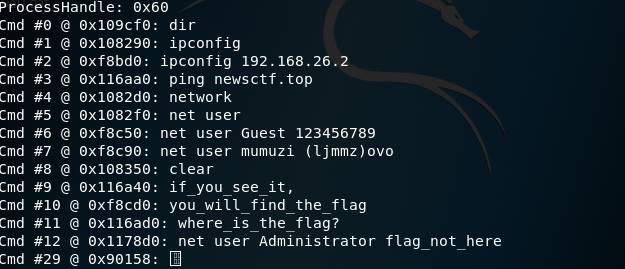 ProcessHandle: 0x60
Cmd #0 @ 0x109cf0: dir
Cmd #1 @ 0x108290: ipconfig
Cmd #2 @ 0xf8bd0: ipconfig 192.168.26.2
Cmd #3 @ 0x116aa0: ping newsctf.top
Cmd #4 @ 0x1082d0: network
Cmd #5 @ 0x1082f0: net user
Cmd #6 @ 0xf8c50: net user Guest 123456789
Cmd #7 @ 0xf8c90: net user mumuzi (ljmmz)ovo
Cmd #8 @ 0x108350: clear
Cmd #9 @ 0x116a40: if_you_see_it,
Cmd #10 @ 0xf8cd0: you_will_find_the_flag
Cmd #11 @ 0x116ad0: where_is_the_flag?
Cmd #12 @ 0x1178d0: net user Administrator flag_not_here
Cmd #29 @ 0x90158: